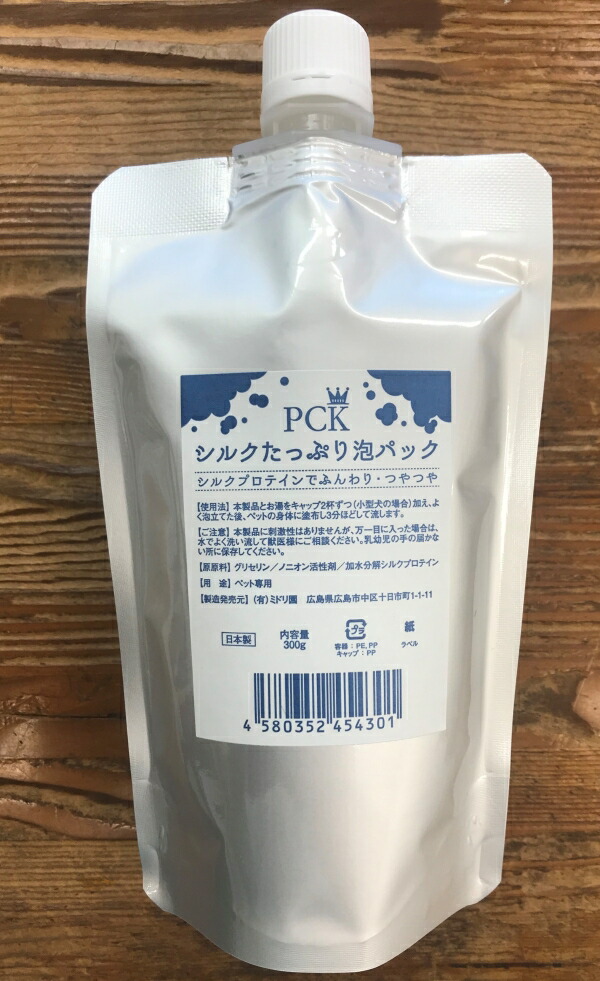 PCK
シルクたっぷり泡パック
シルクプロテインでふんわり・つやつや
【使用法】本製品とお湯をキャップ2杯ずつ(小型犬の場合)加え、よ
く泡立てた後、ペットの身体に塗布し3分ほどして流します。
【ご注意】本製品に刺激性はありませんが、万一目に入った場合は、
水でよく洗い流して獣医様にご相談ください。乳幼児の手の届かな
い所に保存してください。
【原原料】グリセリン／ノニオン活性剤／加水分解シルクプロテイン
【用　途】ペット専用
【製造発売元】(有)ミドリ園　広島県広島市中区十日市町1-1-11
日本製
内容量
300g
プラ
容器：PE,PP
キャップ：PP
紙
ラベル
4 580352 454301